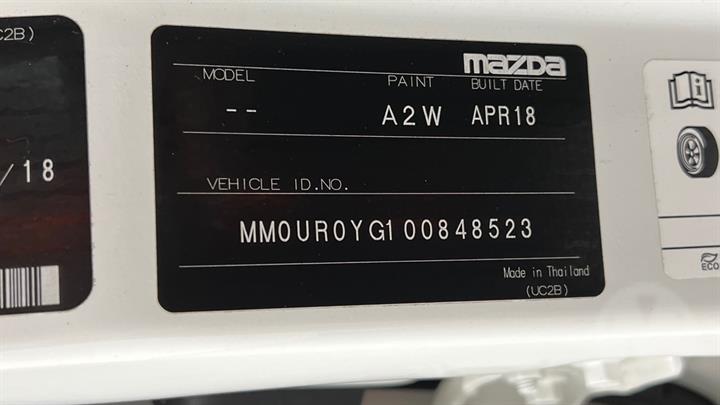 C2B)
/18
mazda
MODEL PAINT BUILT DATE
-- A2W APR18
VEHICLE ID.NO.
MM0UR0YG100848523
Made in Thailand
(UC2B)
i
ECO